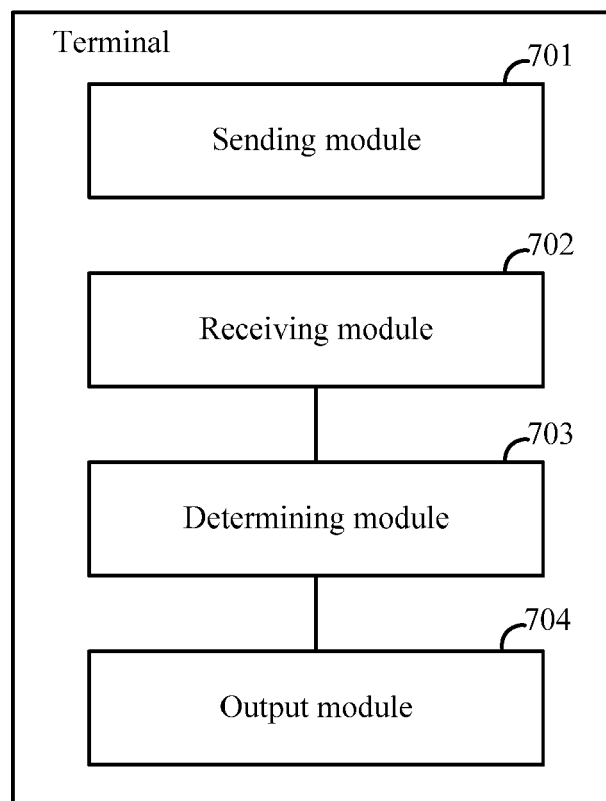 Terminal
701
Sending module
702
Receiving module
703
Determining module
704
Output module